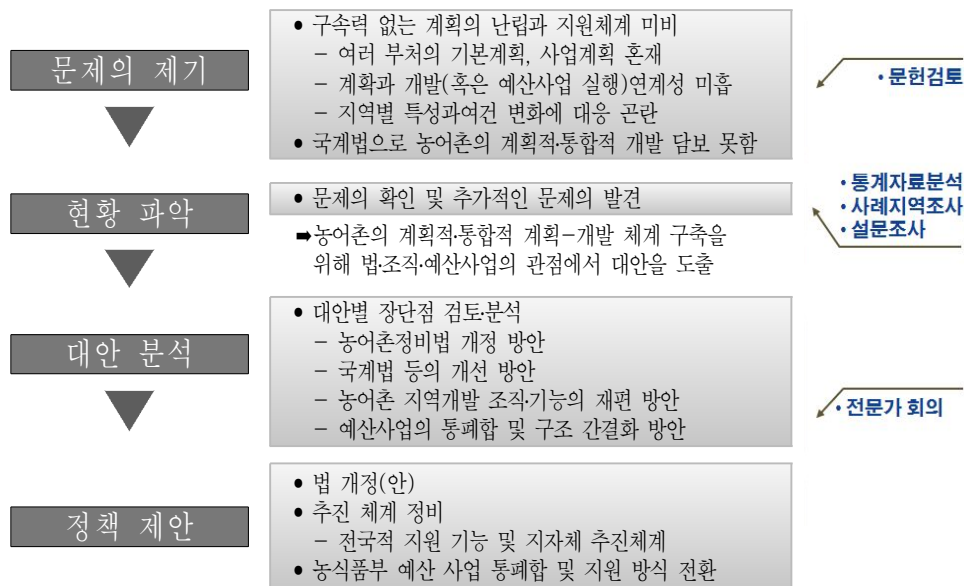 문제의 제기
• 구속력 없는 계획의 난립과 지원체계 미비
– 여러 부처의 기본계획, 사업계획 혼재
– 계확과 개발(혹은 예산사업 실행)연계성 미흡
– 지역별 특성과여건 변화에 대응 곤란
• 국계법으로 농어촌의 계획적·통합적 개발 담보 못함
• 문헌검토
현황 파악
• 문제의 확인 및 추가적인 문제의 발견
➡농어촌의 계획적·통합적 계획–개발 체계 구축을
위해 법·조직·예산사업의 관점에서 대안을 도출
• 통계자료분석
• 사례지역조사
• 설문조사
대안 분석
• 대안별 장단점 검토·분석
– 농어촌정비법 개정 방안
– 국계법 등의 개선 방안
– 농어촌 지역개발 조직·기능의 재편 방안
– 예산사업의 통폐합 및 구조 간결화 방안
• 전문가 회의
정책 제안
• 법 개정(안)
• 추진 체계 정비
– 전국적 지원 기능 및 지자체 추진체계
• 농식품부 예산 사업 통폐합 및 지원 방식 전환